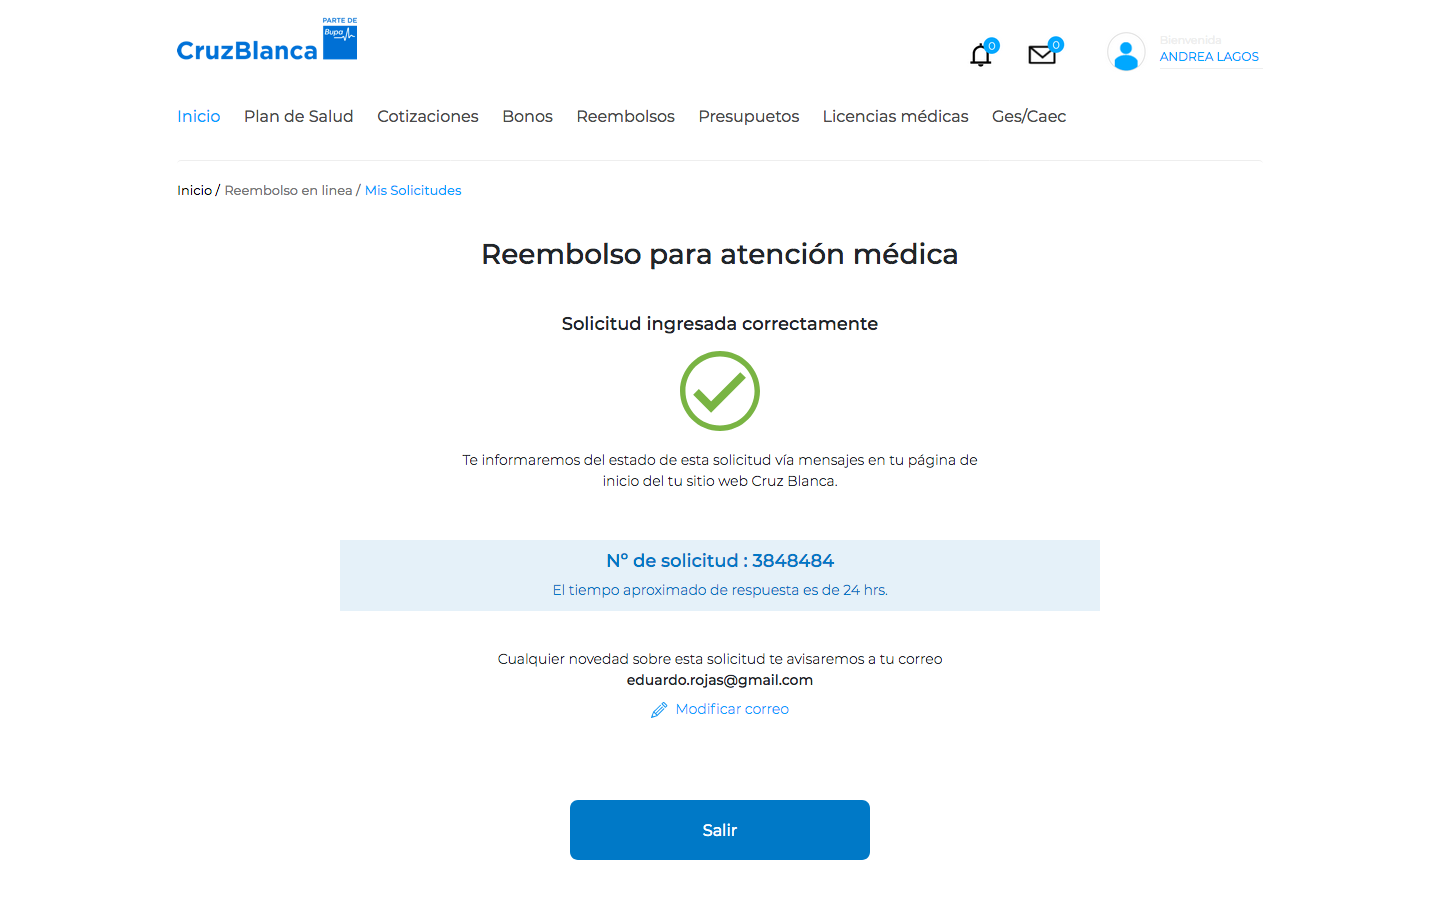 PARTE DE
Bupa
CruzBlanca
0
0
Bienvenida
ANDREA LAGOS
Inicio Plan de Salud Cotizaciones Bonos Reembolsos Presupuetos Licencias médicas Ges/Caec
Inicio / Reembolso en linea / Mis Solicitudes
Reembolso para atención médica
Solicitud ingresada correctamente
Te informaremos del estado de esta solicitud vía mensajes en tu página de
inicio del tu sitio web Cruz Blanca.
Nº de solicitud : 3848484
El tiempo aproximado de respuesta es de 24 hrs.
Cualquier novedad sobre esta solicitud te avisaremos a tu correo
eduardo.rojas@gmail.com
Modificar correo
Salir